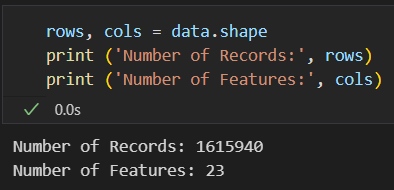 rows, cols = data.shape
print ('Number of Records:', rows)
print ('Number of Features:', cols)
0.0s
Number of Records: 1615940
Number of Features: 23